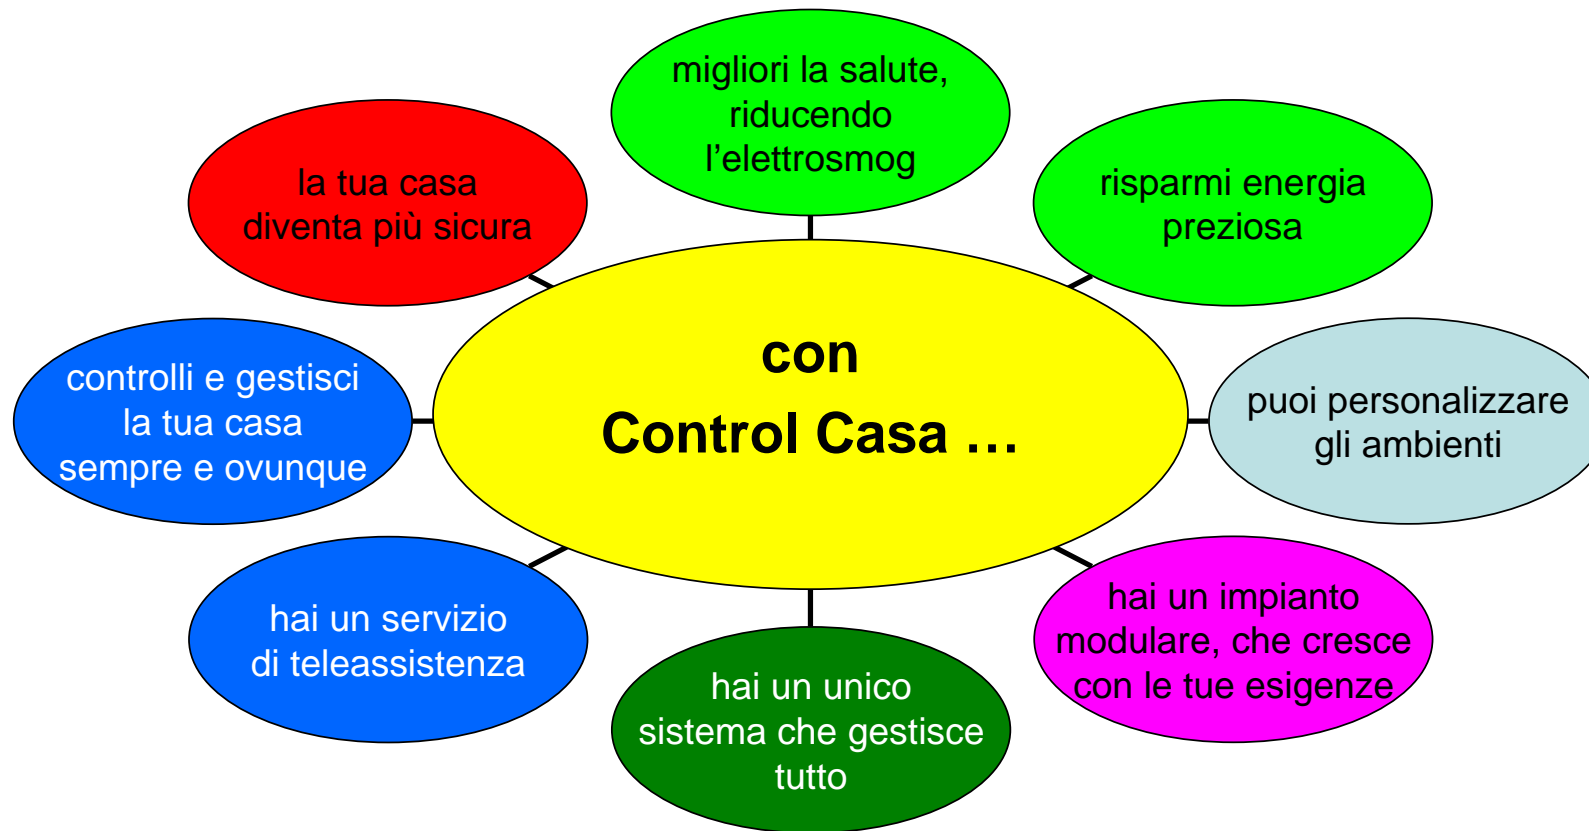 migliori la salute,
riducendo
l’elettrosmog
la tua casa
diventa più sicura
risparmi energia
preziosa
con
Control Casa …
controlli e gestisci
la tua casa
sempre e ovunque
puoi personalizzare
gli ambienti
hai un servizio
di teleassistenza
hai un impianto
modulare, che cresce
con le tue esigenze
hai un unico
sistema che gestisce
tutto